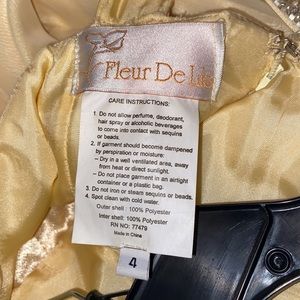 Fleur De Lis
CARE INSTRUCTIONS:
1. Do not allow perfume, deodorant,
hair spray or alcoholic beverages
to come into contact with sequins
or beads.
2. If garment should become dampened
by perspiration or moisture:
– Dry in a well ventilated area, away
from heat or direct sunlight.
– Do not place garment in an airtight
container or a plastic bag.
3. Do not iron or steam sequins or beads.
4. Spot clean with cold water.
Outer shell : 100% Polyester
Inter shell: 100% Polyester
RN NO: 77479
Made in China
4